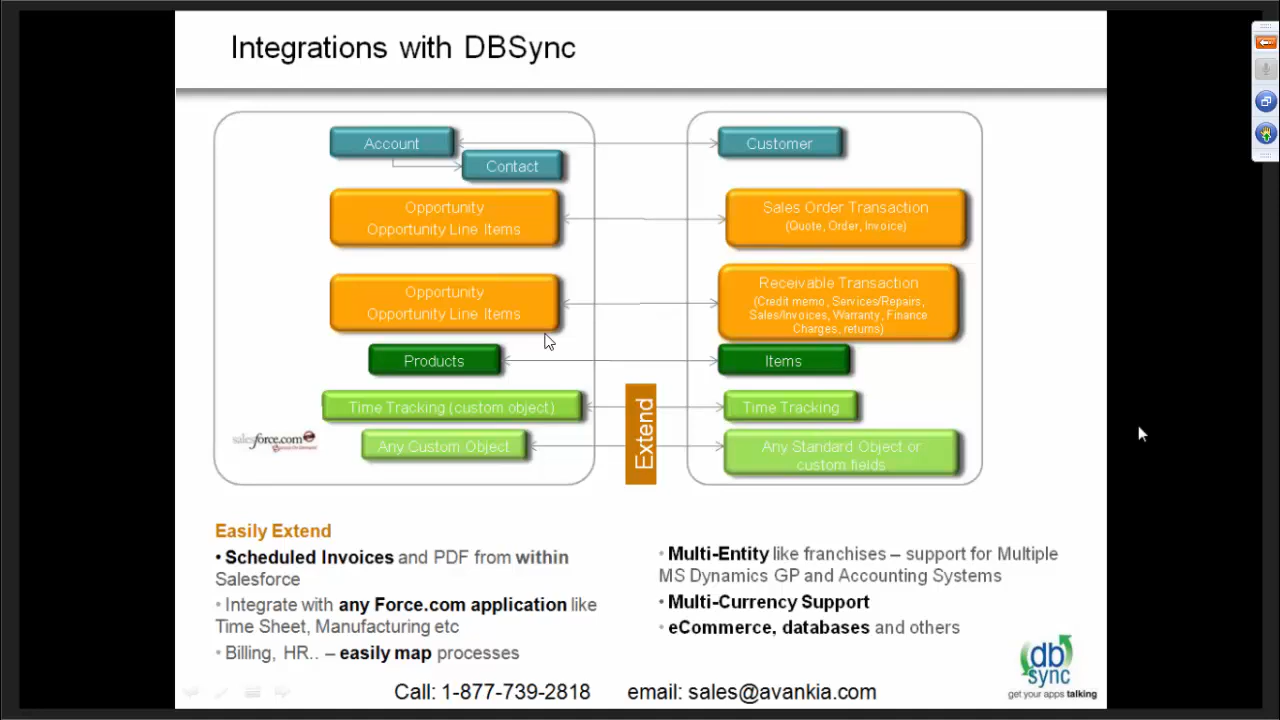 Integrations with DBSync
Account
Customer
Contact
Opportunity
Opportunity Line Items
Sales Order Transaction
(Quote, Order, Invoice)
Opportunity
Opportunity Line Items
Receivable Transaction
(Credit memo, Services/Repairs,
Sales/Invoices, Warranty, Finance
Charges, returns)
Products
Items
Time Tracking (custom object)
Time Tracking
Extend
salesforce.com
Any Custom Object
Any Standard Object or
custom fields
Easily Extend
• Scheduled Invoices and PDF from within
Salesforce
• Integrate with any Force.com application like
Time Sheet, Manufacturing etc
• Billing, HR.. – easily map processes
• Multi-Entity like franchises – support for Multiple
MS Dynamics GP and Accounting Systems
• Multi-Currency Support
• eCommerce, databases and others
db
sync
get your apps talking
Call: 1-877-739-2818 email: sales@avankia.com